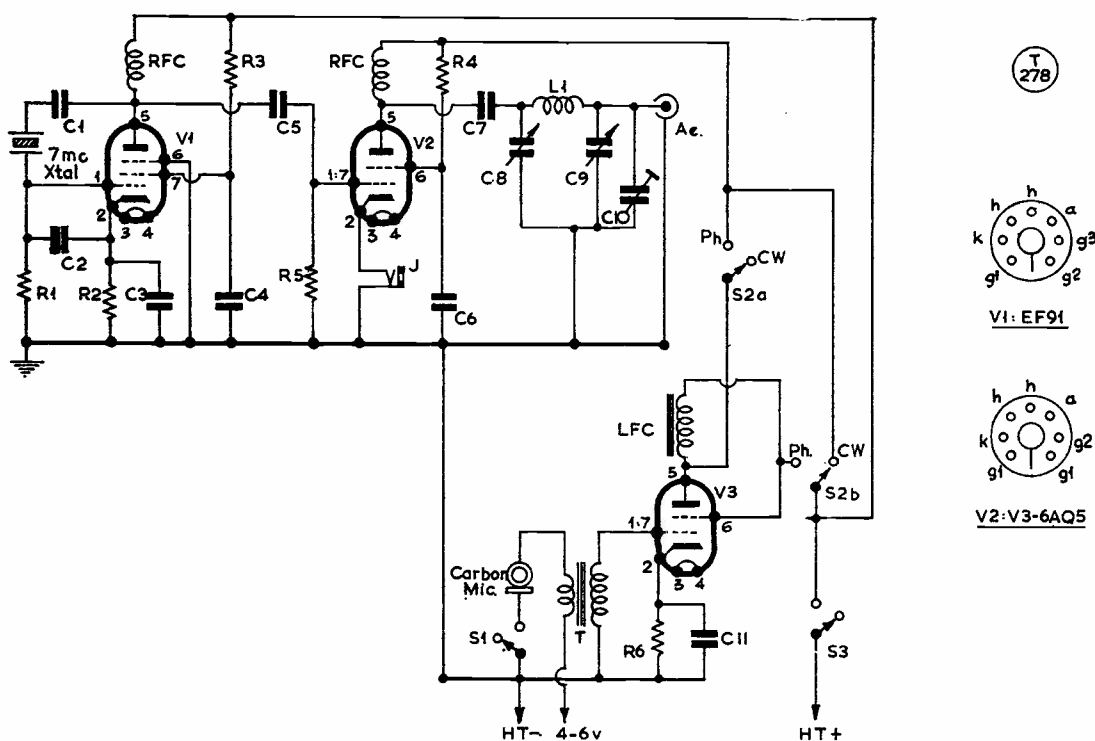 RFC
R3
RFC
R4
T
278
C1
5
V1
C5
5
V2
C7
L1
Ae.
7mc
Xtal
1
6
7
2
3
4
1:7
6
2
3
4
C8
C9
C10
h
h
a
k
g3
g1
g2
V1: EF91
R1
C2
R2
C3
C4
R5
J
C6
Ph.
CW
S2a
h
h
a
k
g2
g1
g1
V2:V3-6AQ5
LFC
5
V3
1:7
6
2
3
4
Ph.
CW
S2b
Carbon
Mic.
S1
T
R6
C11
S3
HT-
4-6v
HT+